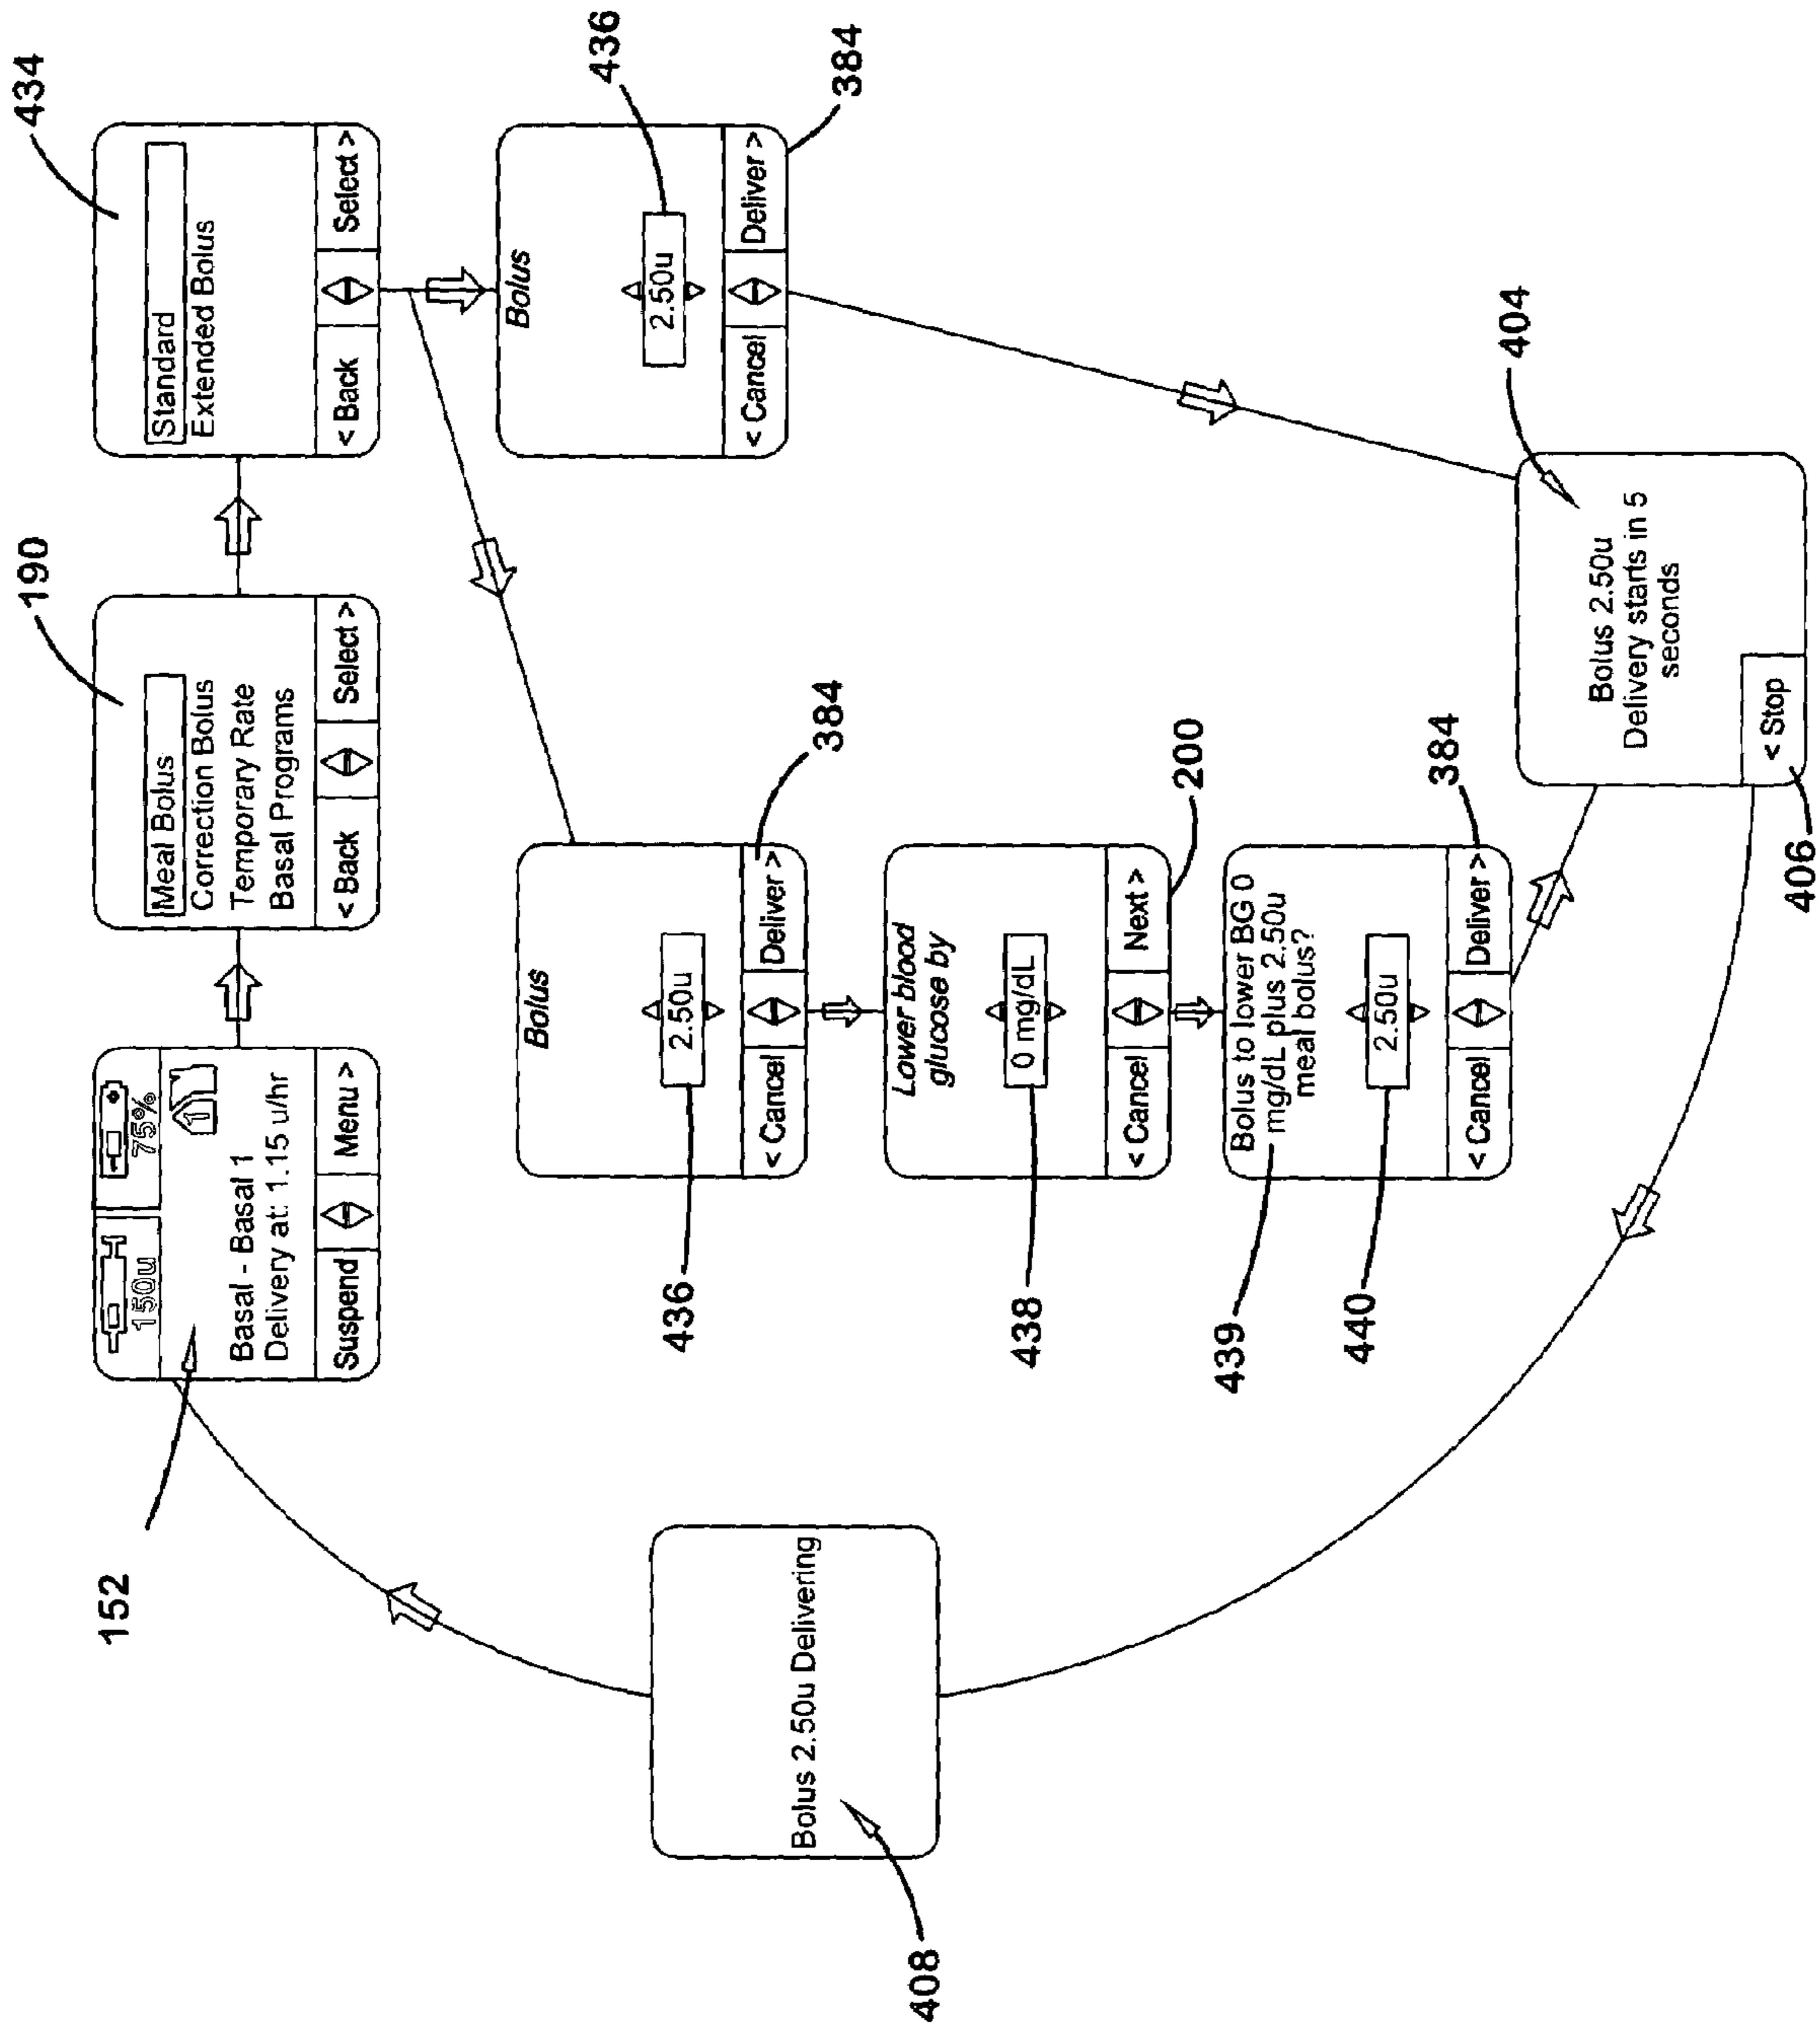 152
150u
75%
1
Basal - Basal 1
Delivery at: 1.15 u/hr
Suspend
Menu >
190
Meal Bolus
Correction Bolus
Temporary Rate
Basal Programs
< Back
Select >
434
Standard
Extended Bolus
< Back
Select >
Bolus
2.50u
436
< Cancel
Deliver >
384
Bolus
2.50u
436
< Cancel
Deliver >
384
Lower blood
glucose by
0 mg/dL
438
< Cancel
Next >
200
Bolus to lower BG 0
mg/dL plus 2.50u
meal bolus?
439
2.50u
440
< Cancel
Deliver >
384
404
Bolus 2.50u
Delivery starts in 5
seconds
< Stop
406
Bolus 2.50u Delivering
408